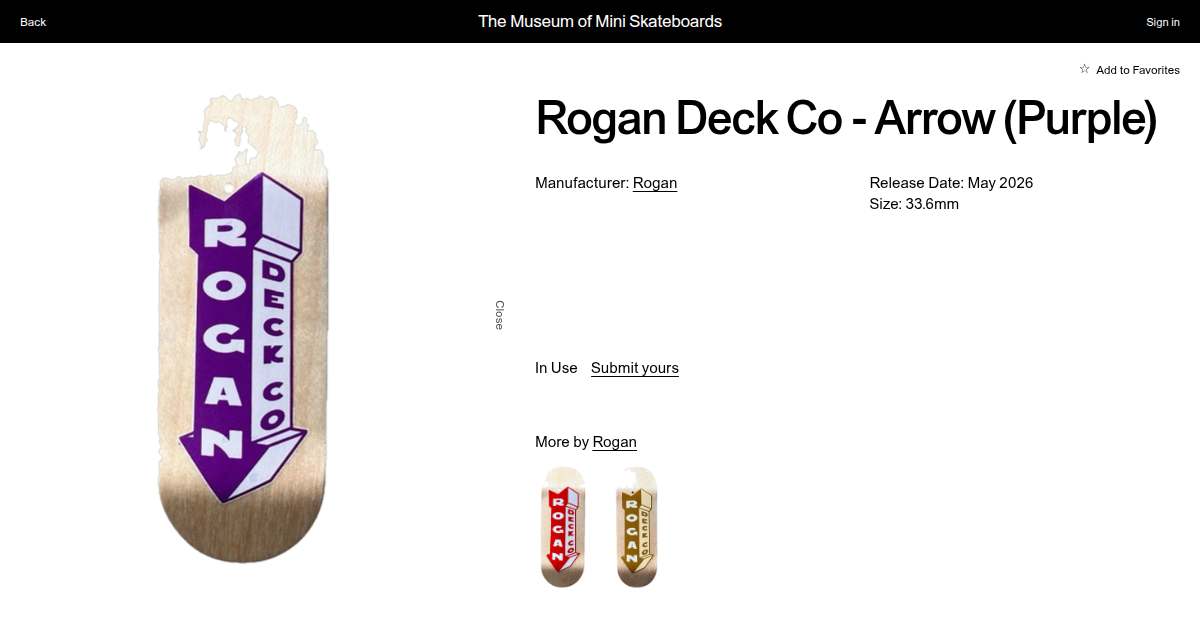 Back
The Museum of Mini Skateboards
Sign in
☆ Add to Favorites
Rogan Deck Co - Arrow (Purple)
Manufacturer: Rogan
Release Date: May 2026
Size: 33.6mm
ROGAN
DECK CO
Close
In Use Submit yours
More by Rogan
ROGAN
DECK CO
ROGAN
DECK CO